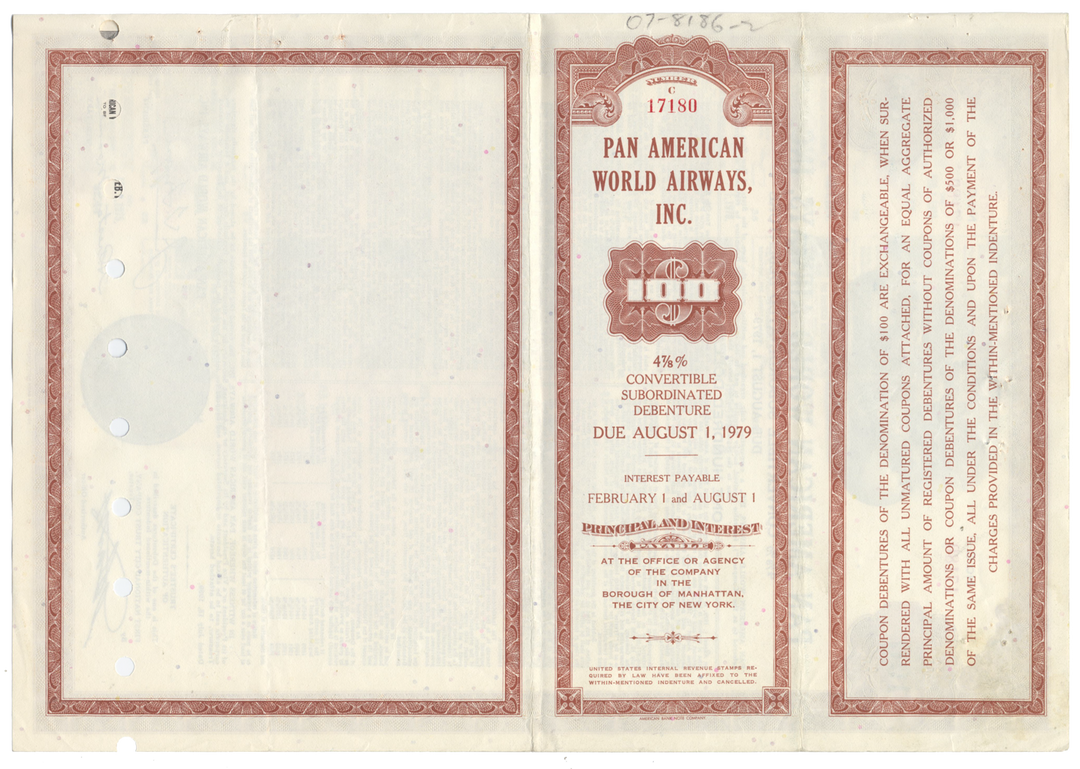 07-8186-2
NUMBER
C
17180
PAN AMERICAN
WORLD AIRWAYS,
INC.
$100
4⅞%
CONVERTIBLE
SUBORDINATED
DEBENTURE
DUE AUGUST 1, 1979
INTEREST PAYABLE
FEBRUARY 1 and AUGUST 1
PRINCIPAL AND INTEREST
PAYABLE
AT THE OFFICE OR AGENCY
OF THE COMPANY
IN THE
BOROUGH OF MANHATTAN,
THE CITY OF NEW YORK.
UNITED STATES INTERNAL REVENUE STAMPS RE-
QUIRED BY LAW HAVE BEEN AFFIXED TO THE
WITHIN-MENTIONED INDENTURE AND CANCELLED.
AMERICAN BANKNOTE COMPANY.
COUPON DEBENTURES OF THE DENOMINATION OF $100 ARE EXCHANGEABLE, WHEN SUR-
RENDERED WITH ALL UNMATURED COUPONS ATTACHED, FOR AN EQUAL AGGREGATE
PRINCIPAL AMOUNT OF REGISTERED DEBENTURES WITHOUT COUPONS OF AUTHORIZED
DENOMINATIONS OR COUPON DEBENTURES OF THE DENOMINATIONS OF $500 OR $1,000
OF THE SAME ISSUE, ALL UNDER THE CONDITIONS AND UPON THE PAYMENT OF THE
CHARGES PROVIDED IN THE WITHIN-MENTIONED INDENTURE.